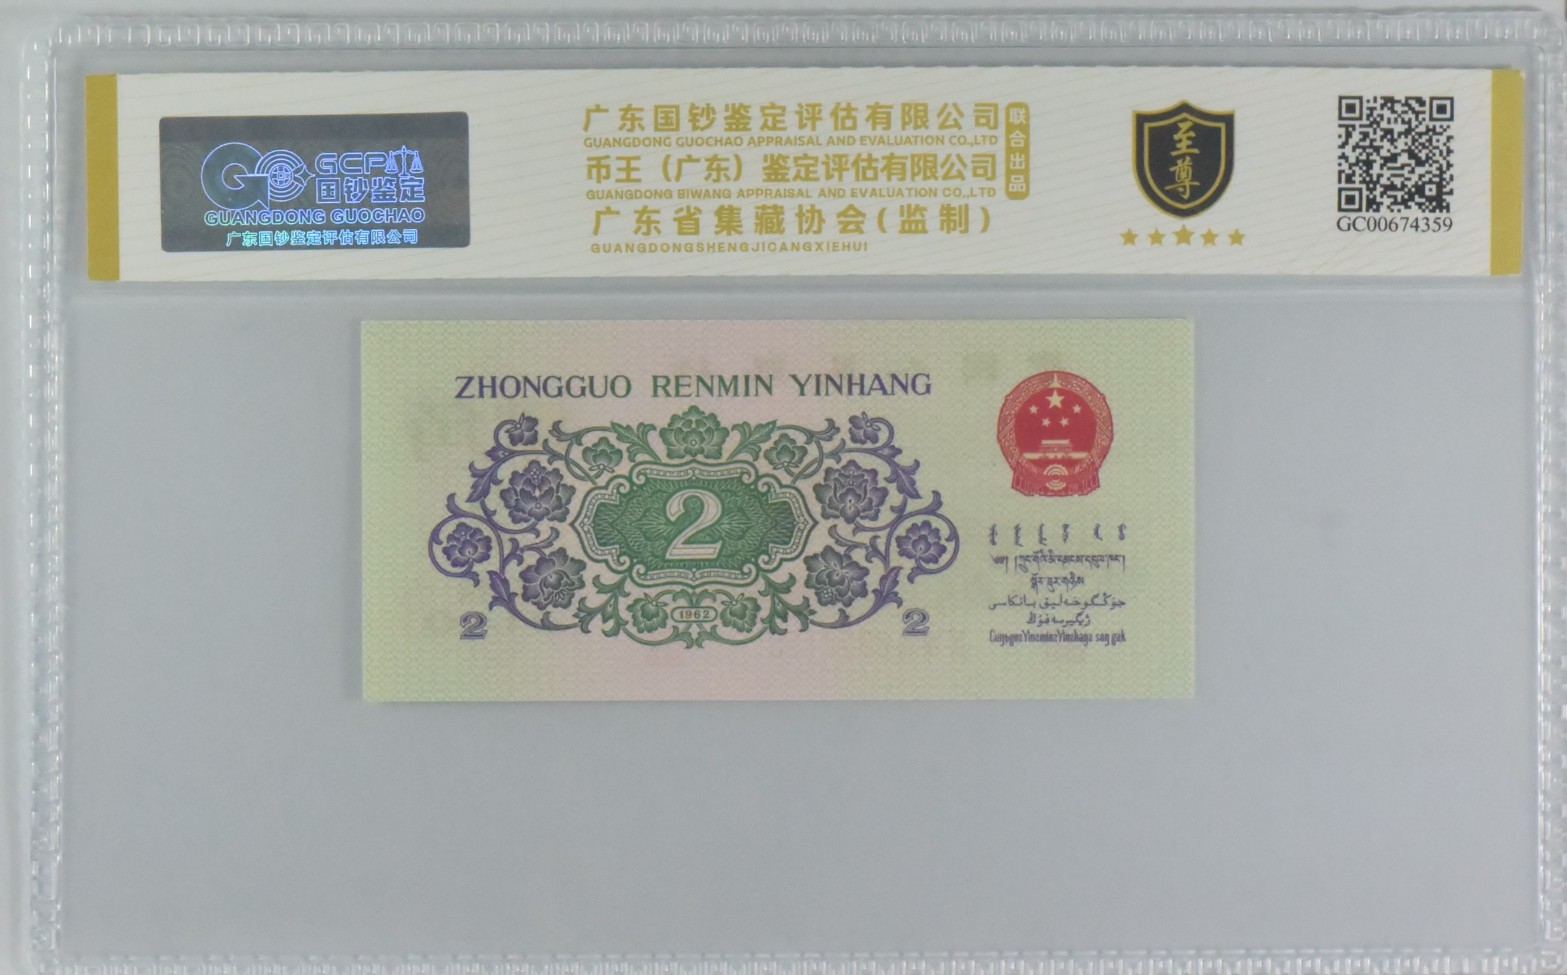 GCP
国钞鉴定
GUANGDONG GUOCHAO
广东国钞鉴定评估有限公司
广东国钞鉴定评估有限公司
GUANGDONG GUOCHAO APPRAISAL AND EVALUATION CO.,LTD
币王（广东）鉴定评估有限公司
GUANGDONG BIWANG APPRAISAL AND EVALUATION CO.,LTD
联合出品
广东省集藏协会(监制)
GUANGDONGSHENGJICANGXIEHUI
至尊
GC00674359
ZHONGGUO RENMIN YINHANG
2
1962
2
2